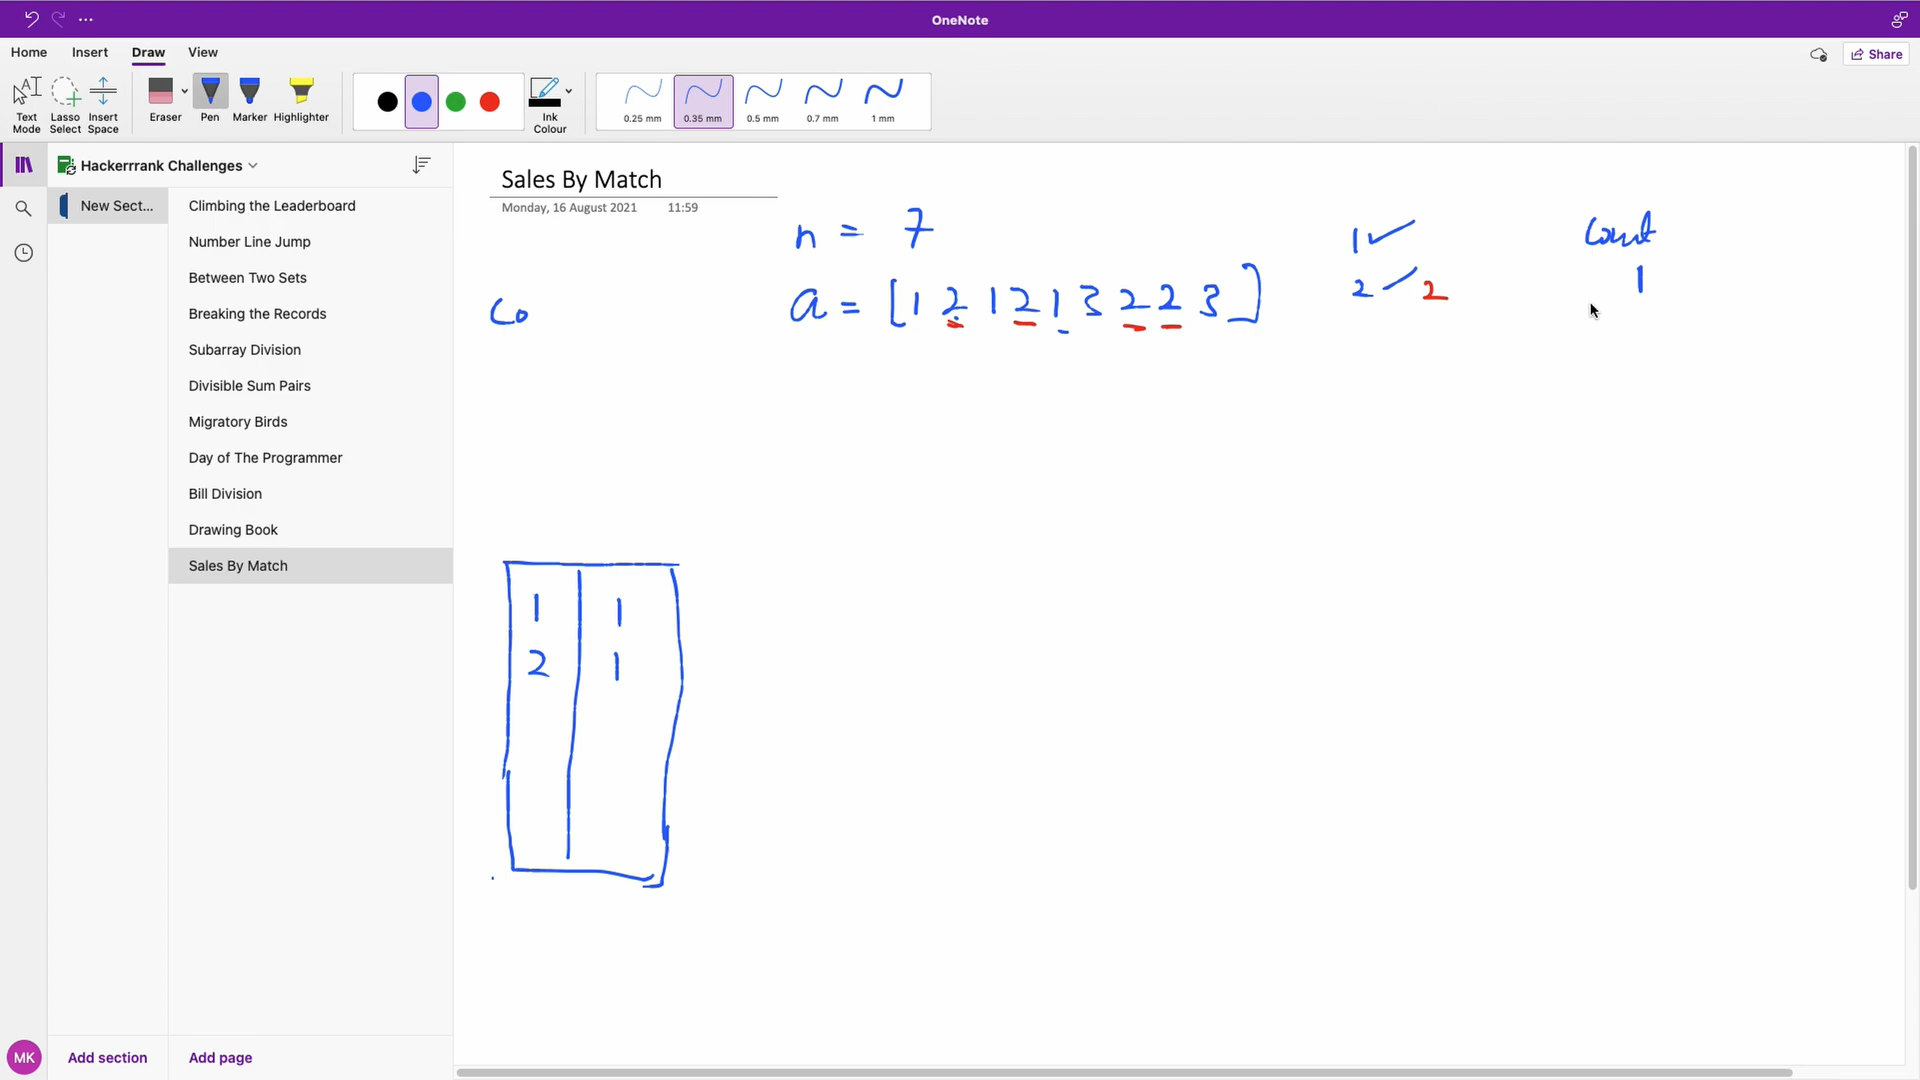 OneNote
Home Insert Draw View
Share
Text Mode
Lasso Select
Insert Space
Eraser
Pen
Marker
Highlighter
Ink Colour
0.25 mm
0.35 mm
0.5 mm
0.7 mm
1 mm
Hackerrrank Challenges
New Sect...
Climbing the Leaderboard
Number Line Jump
Between Two Sets
Breaking the Records
Subarray Division
Divisible Sum Pairs
Migratory Birds
Day of The Programmer
Bill Division
Drawing Book
Sales By Match
MK
Add section
Add page
Sales By Match
Monday, 16 August 2021 11:59
n = 7
a = [1 2 1 2 1 3 2 2 3]
Co
1
2 2
Count
1
1 1
2 1